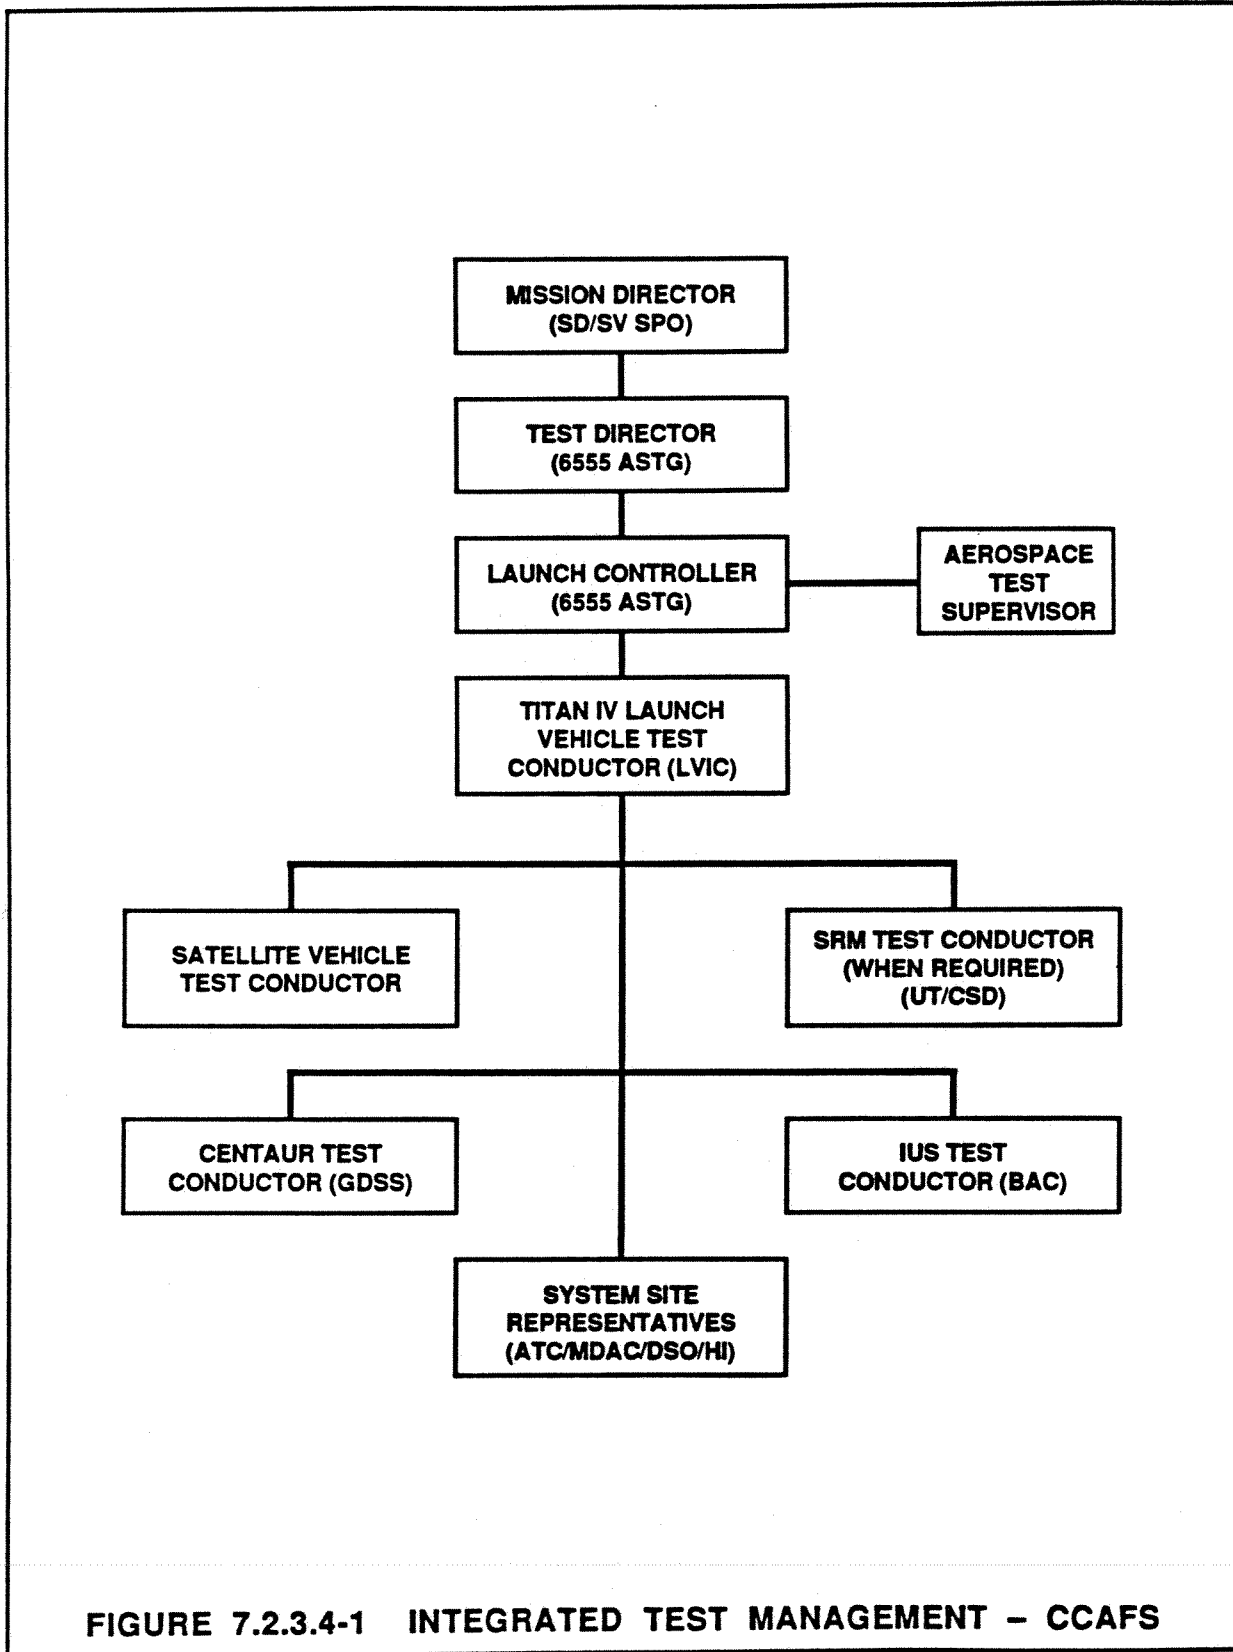 MISSION DIRECTOR
(SD/SV SPO)
TEST DIRECTOR
(6555 ASTG)
LAUNCH CONTROLLER
(6555 ASTG)
AEROSPACE
TEST
SUPERVISOR
TITAN IV LAUNCH
VEHICLE TEST
CONDUCTOR (LVIC)
SATELLITE VEHICLE
TEST CONDUCTOR
SRM TEST CONDUCTOR
(WHEN REQUIRED)
(UT/CSD)
CENTAUR TEST
CONDUCTOR (GDSS)
IUS TEST
CONDUCTOR (BAC)
SYSTEM SITE
REPRESENTATIVES
(ATC/MDAC/DSO/HI)
FIGURE 7.2.3.4-1 INTEGRATED TEST MANAGEMENT – CCAFS